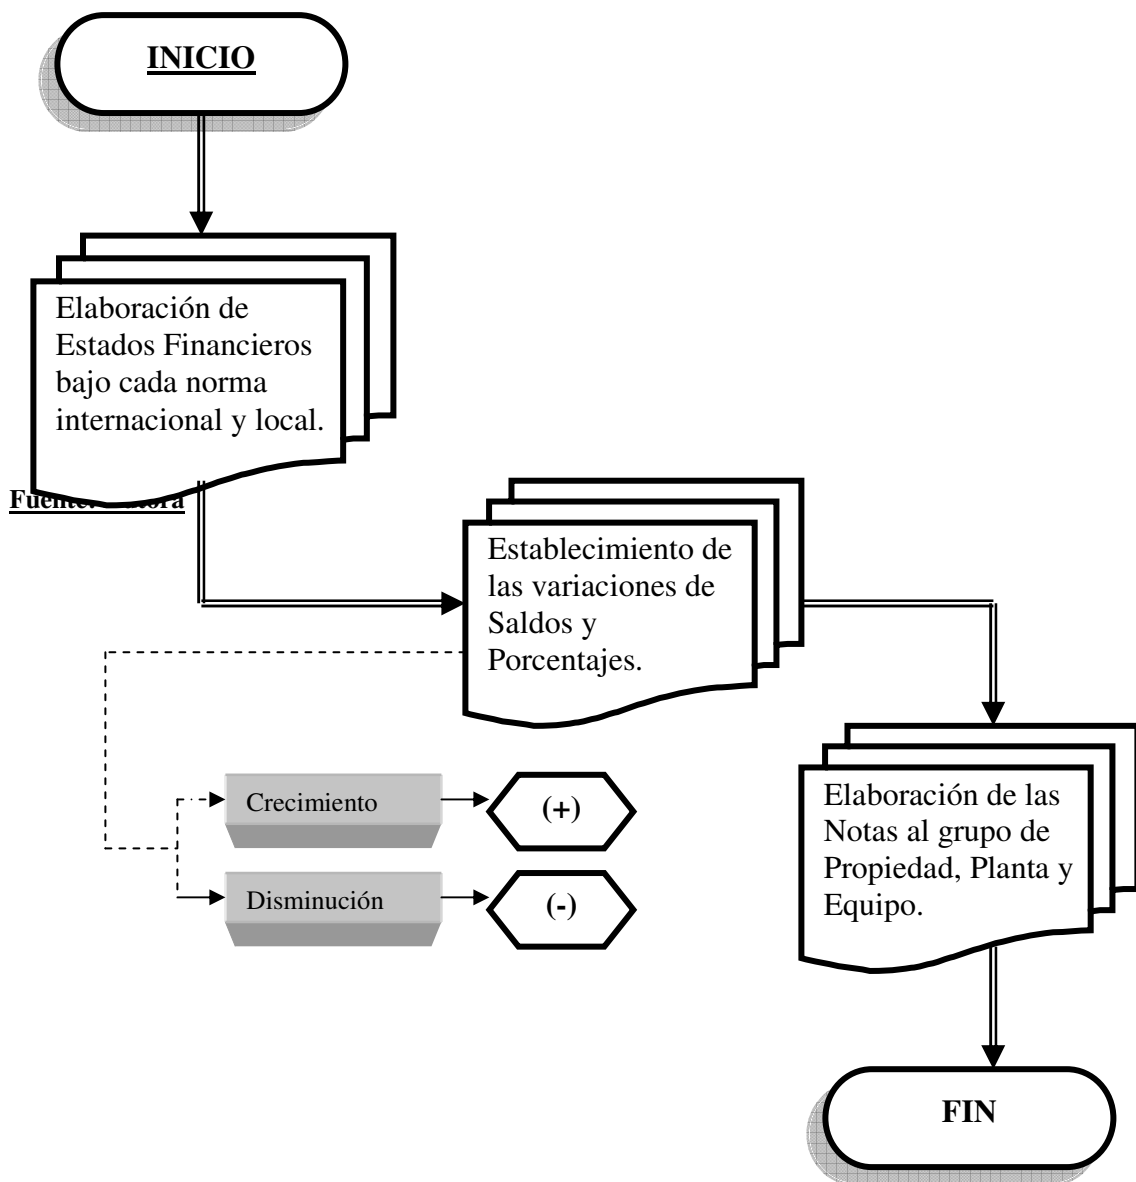 INICIO
Elaboración de
Estados Financieros
bajo cada norma
internacional y local.
Establecimiento de
las variaciones de
Saldos y
Porcentajes.
Crecimiento
(+)
Disminución
(-)
Elaboración de las
Notas al grupo de
Propiedad, Planta y
Equipo.
FIN